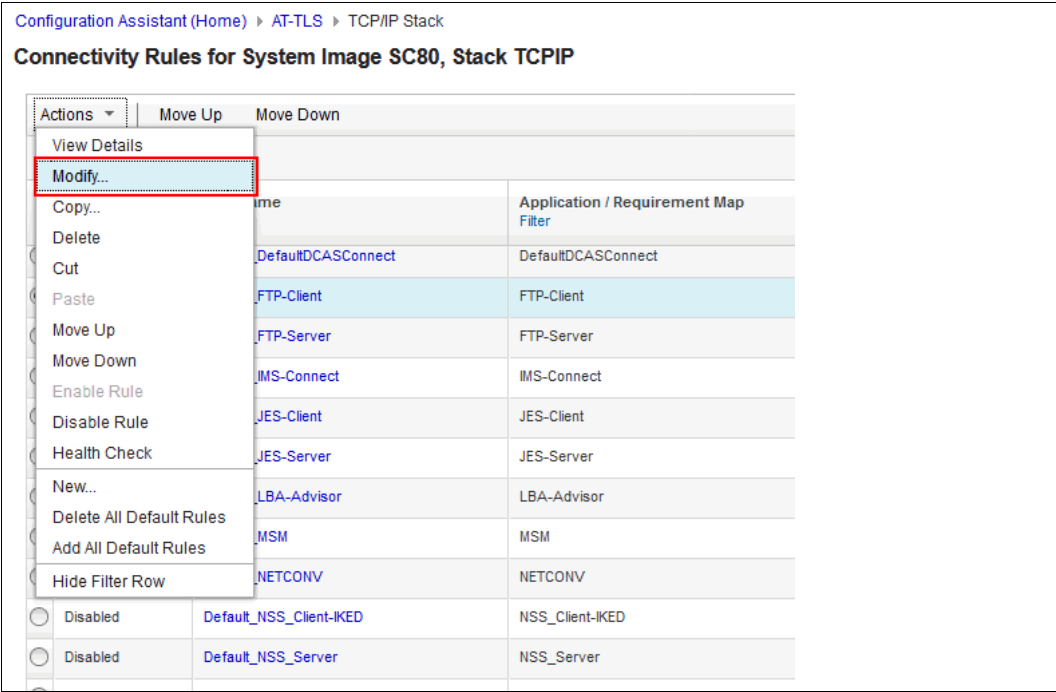 Configuration Assistant (Home) ▸ AT-TLS ▸ TCP/IP Stack
Connectivity Rules for System Image SC80, Stack TCPIP
Actions Move Up Move Down
View Details
Modify...
Copy...
Delete
Cut
Paste
Move Up
Move Down
Enable Rule
Disable Rule
Health Check
New...
Delete All Default Rules
Add All Default Rules
Hide Filter Row
Application / Requirement Map
Filter
_DefaultDCASConnect DefaultDCASConnect
_FTP-Client FTP-Client
_FTP-Server FTP-Server
_IMS-Connect IMS-Connect
_JES-Client JES-Client
_JES-Server JES-Server
_LBA-Advisor LBA-Advisor
_MSM MSM
_NETCONV NETCONV
Disabled Default_NSS_Client-IKED NSS_Client-IKED
Disabled Default_NSS_Server NSS_Server